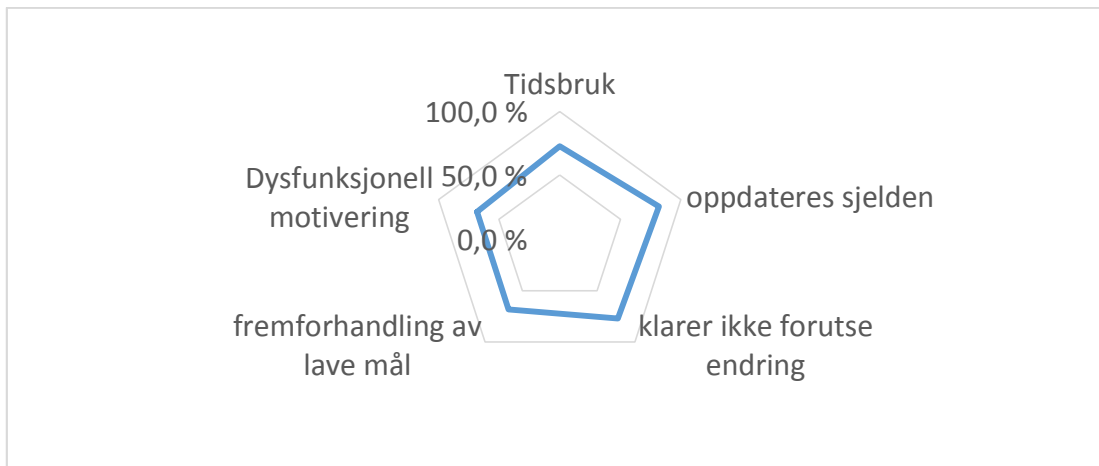 Tidsbruk
100,0 %
50,0 %
0,0 %
oppdateres sjelden
klarer ikke forutse
endring
fremforhandling av
lave mål
Dysfunksjonell
motivering